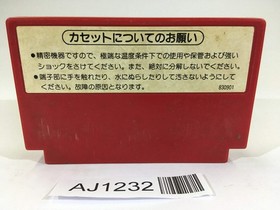 カセットについてのお願い
●精密機器ですので、極端な温度条件下での使用や保管および強い
ショックをさけてください。また、絶対に分解しないでください。
●端子部に手を触れたり、水にぬらしたりして汚さないようにして
ください。故障の原因となります。
830801
AJ1232